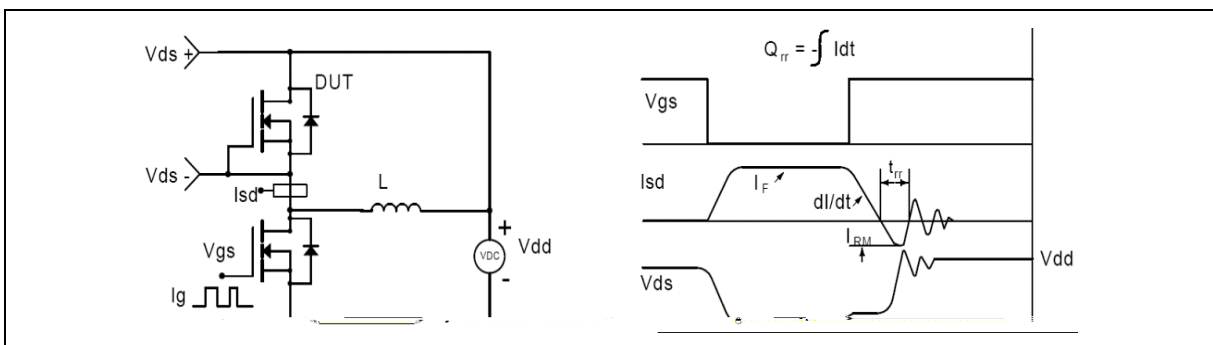 Vds +
DUT
Vds -
Isd
L
Vgs
Ig
+
VDC
-
Vdd
Q_rr = -∫ Idt
Vgs
Isd
I_F
dI/dt
t_rr
I_RM
Vds
Vdd